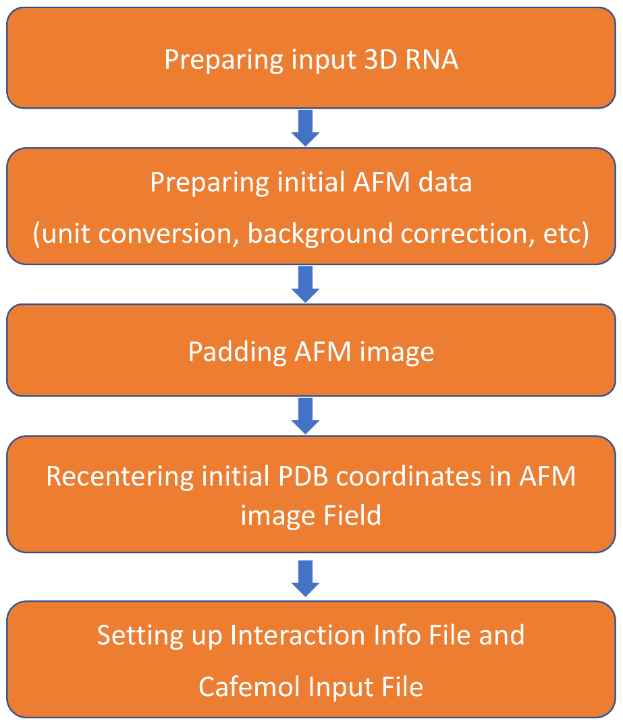 Preparing input 3D RNA
Preparing initial AFM data
(unit conversion, background correction, etc)
Padding AFM image
Recentering initial PDB coordinates in AFM
image Field
Setting up Interaction Info File and
Cafemol Input File